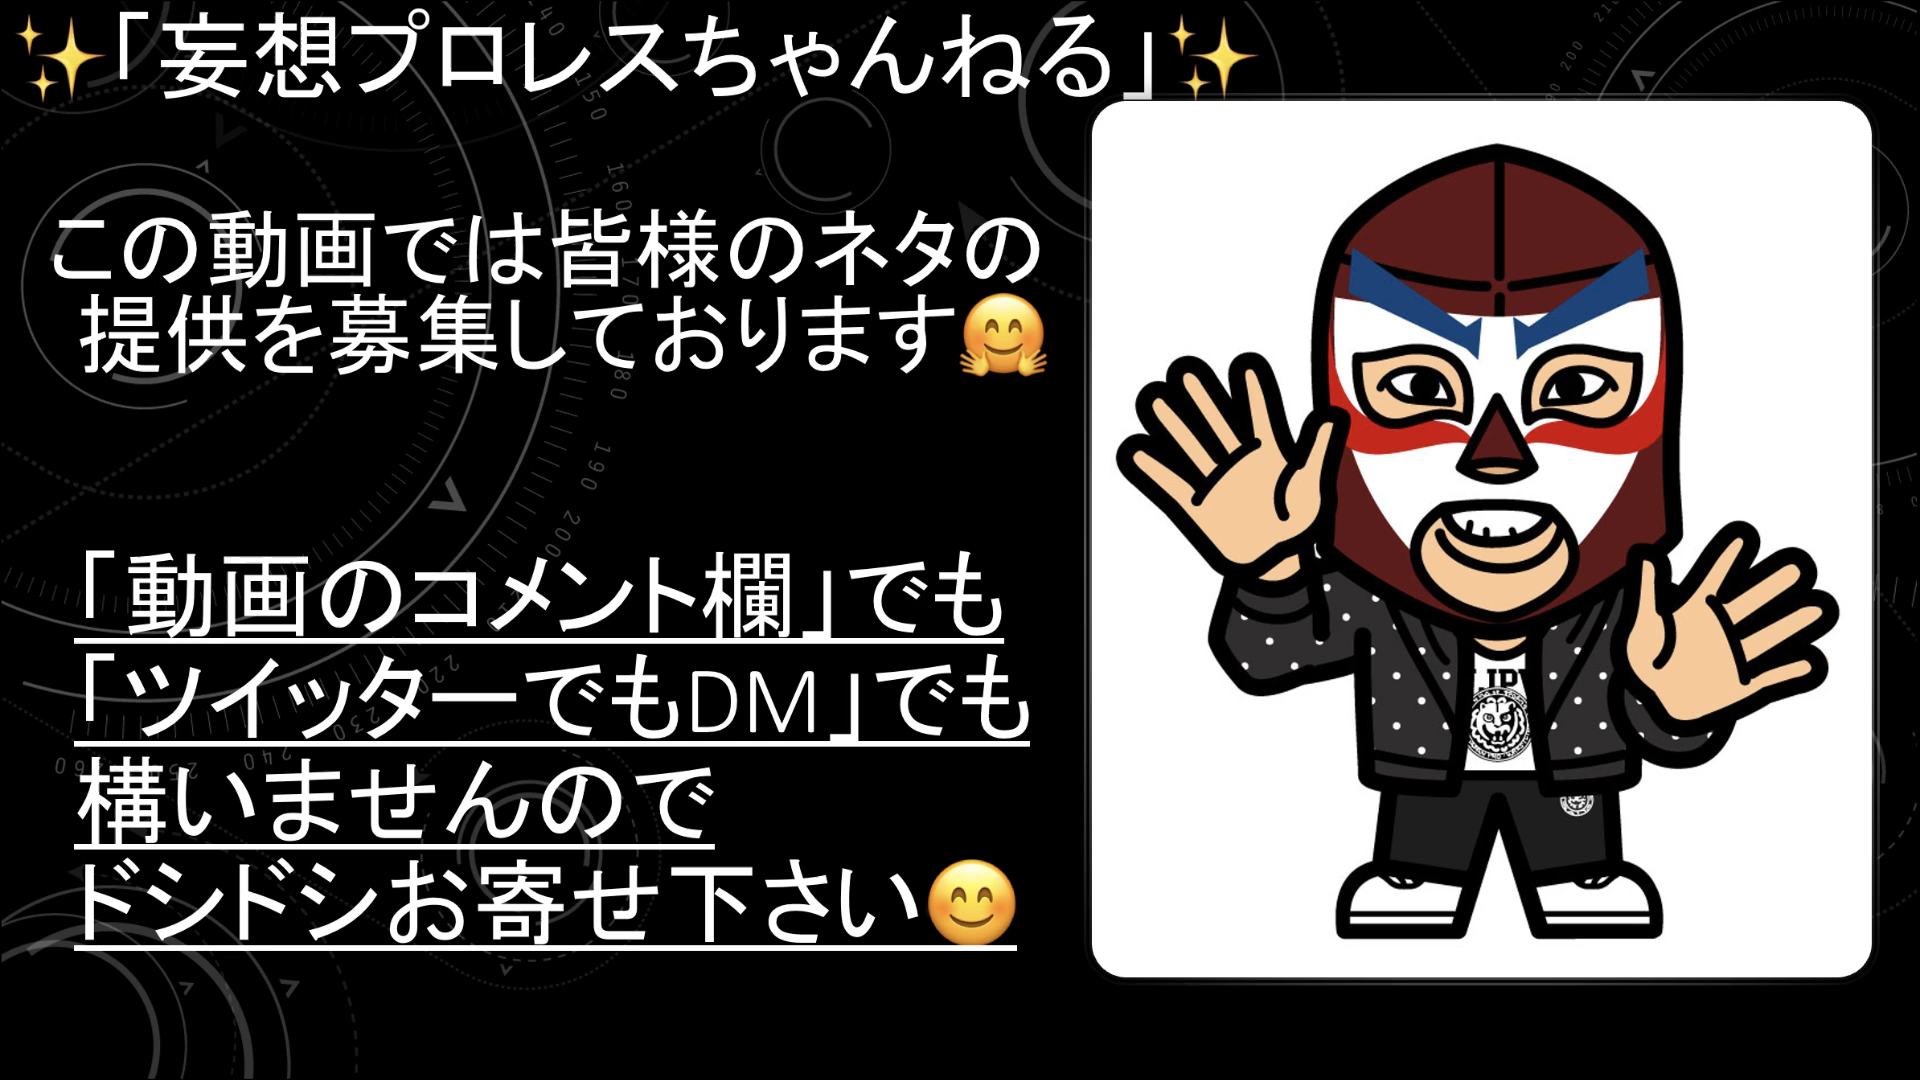 ✨「妄想プロレスちゃんねる」✨
この動画では皆様のネタの
提供を募集しております🤗
「動画のコメント欄」でも
「ツイッターでもDM」でも
構いませんので
ドシドシお寄せ下さい😊